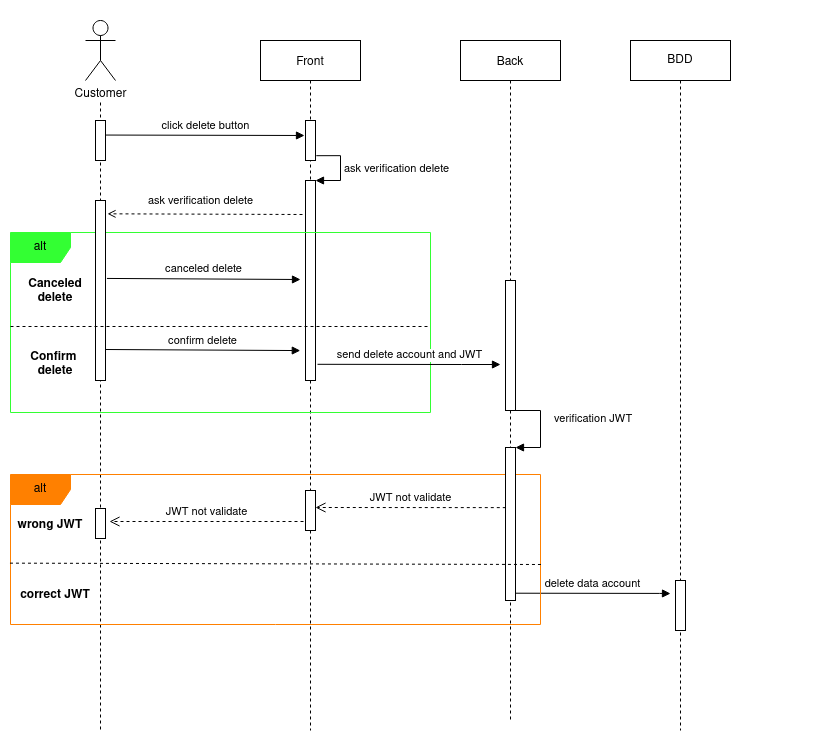 Customer
Front
Back
BDD
click delete button
ask verification delete
ask verification delete
alt
Canceled
delete
canceled delete
Confirm
delete
confirm delete
send delete account and JWT
verification JWT
alt
wrong JWT
JWT not validate
JWT not validate
correct JWT
delete data account